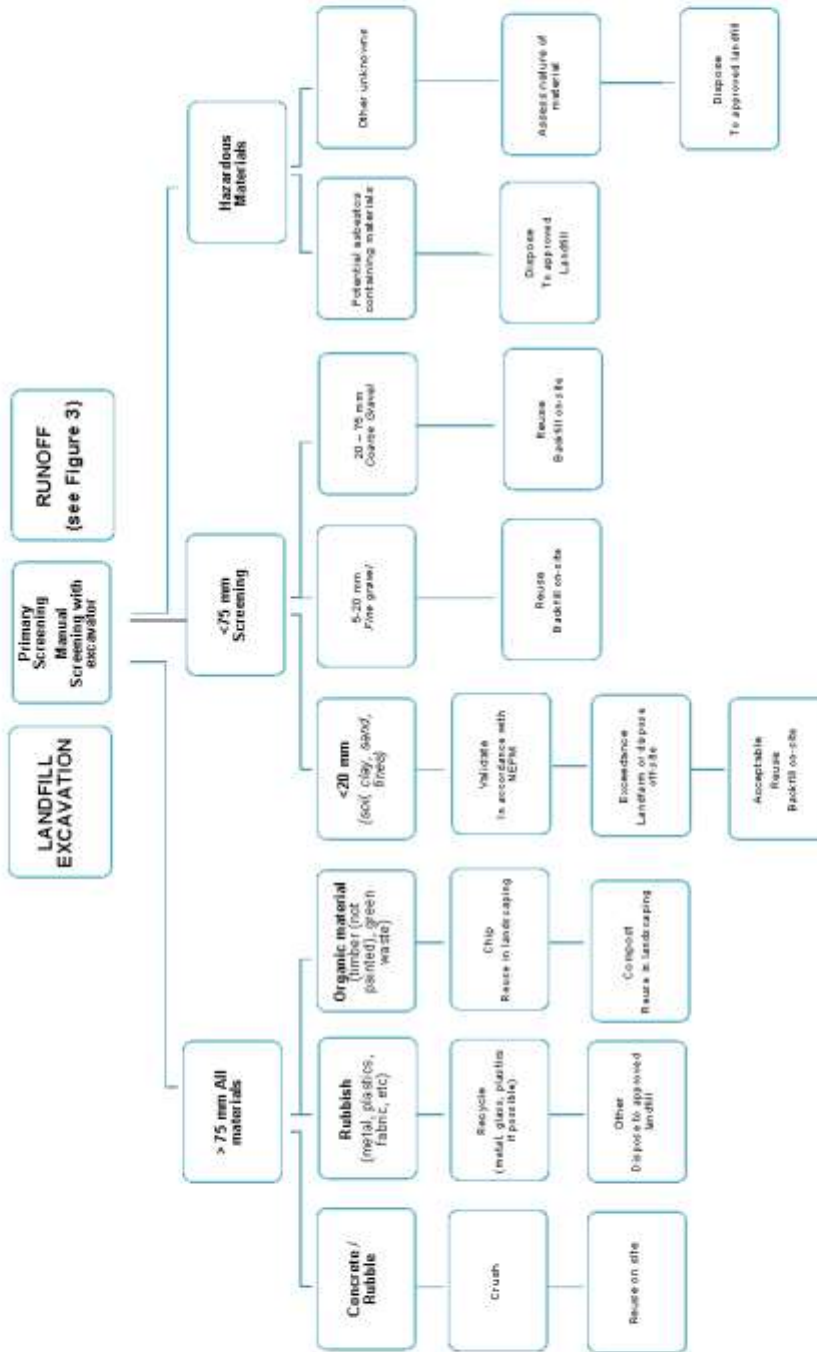 LANDFILL
EXCAVATION
Primary
Screening
Manual
Screening with
excavator
RUNOFF
(see Figure 3)
> 75 mm All
materials
<75 mm
Screening
Hazardous
Materials
Concrete /
Rubble
Rubbish
(metal, plastics,
fabric, etc)
Organic material
(timber (not
painted), green
waste)
<20 mm
(soil, clay, sand,
fines)
5-20 mm
Fine gravel
20 – 75 mm
Coarse Gravel
Potential asbestos
containing materials
Other unknowns
Crush
Recycle
(metal, glass, plastics
if possible)
Chip
Reuse in landscaping
Validate
In accordance with
NEPM
Reuse
Backfill on-site
Reuse
Backfill on-site
Dispose
To approved
Landfill
Assess nature of
material
Reuse on site
Other
Dispose to approved
landfill
Compost
Reuse in landscaping
Exceedance
Landfarm or dispose
off-site
Dispose
To approved landfill
Acceptable
Reuse
Backfill on-site